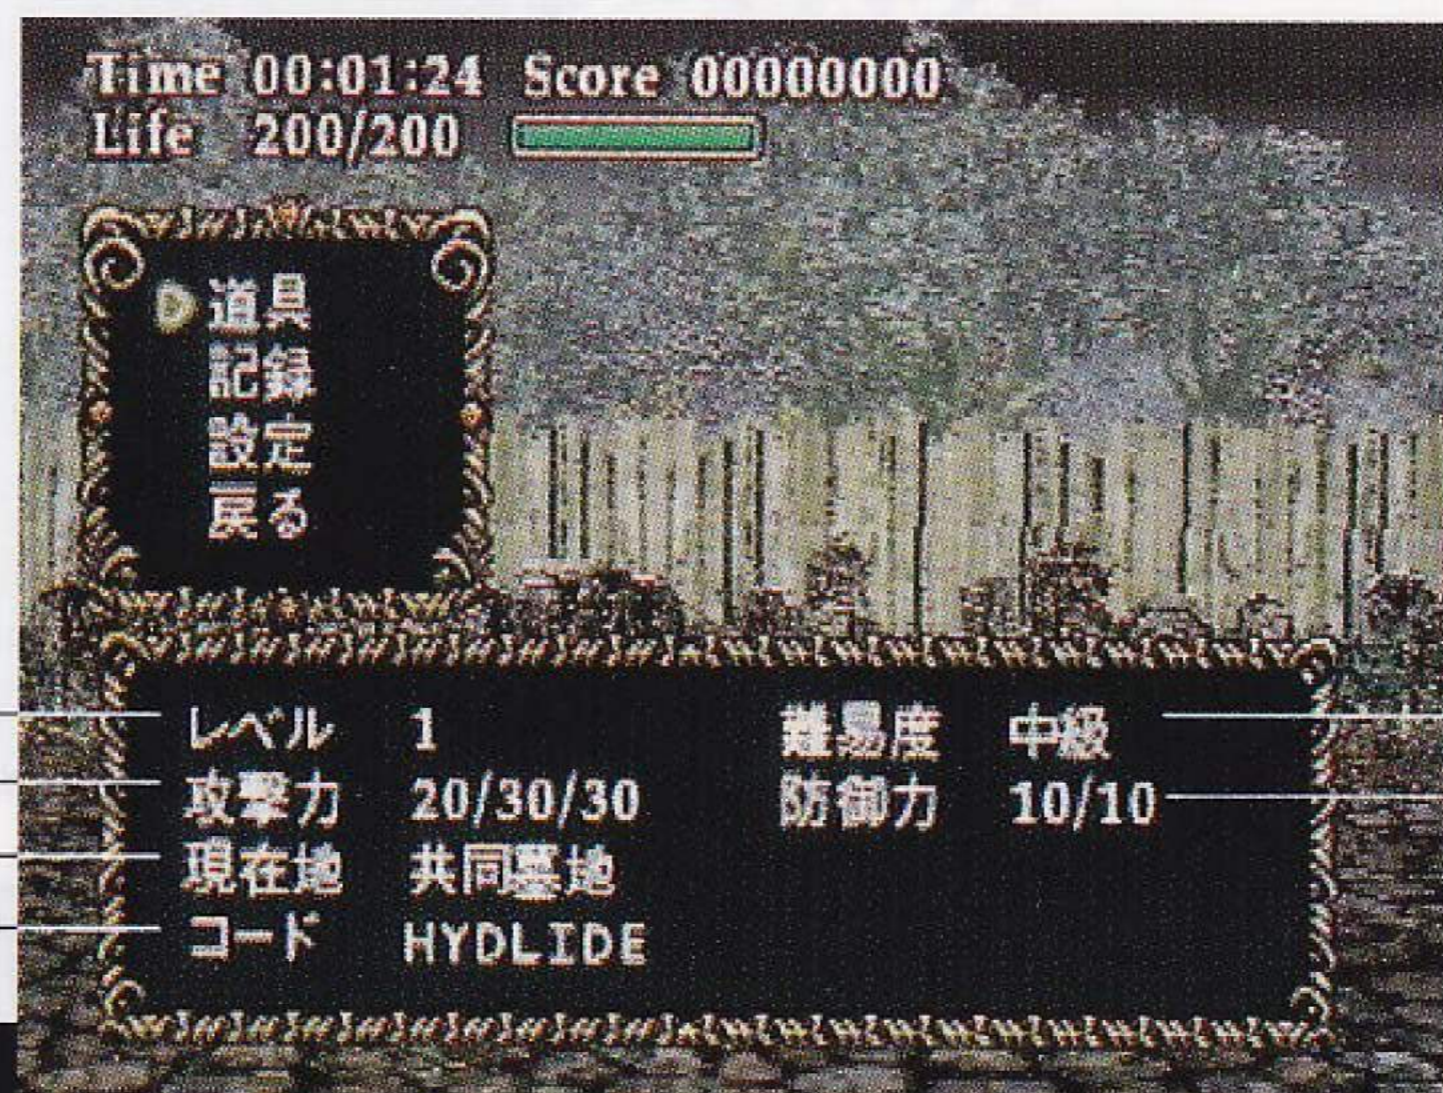 Time 00:01:24 Score 00000000
Life 200/200
道具
記録
設定
戻る
レベル 1 難易度 中級
攻撃力 20/30/30 防御力 10/10
現在地 共同墓地
コード HYDLIDE